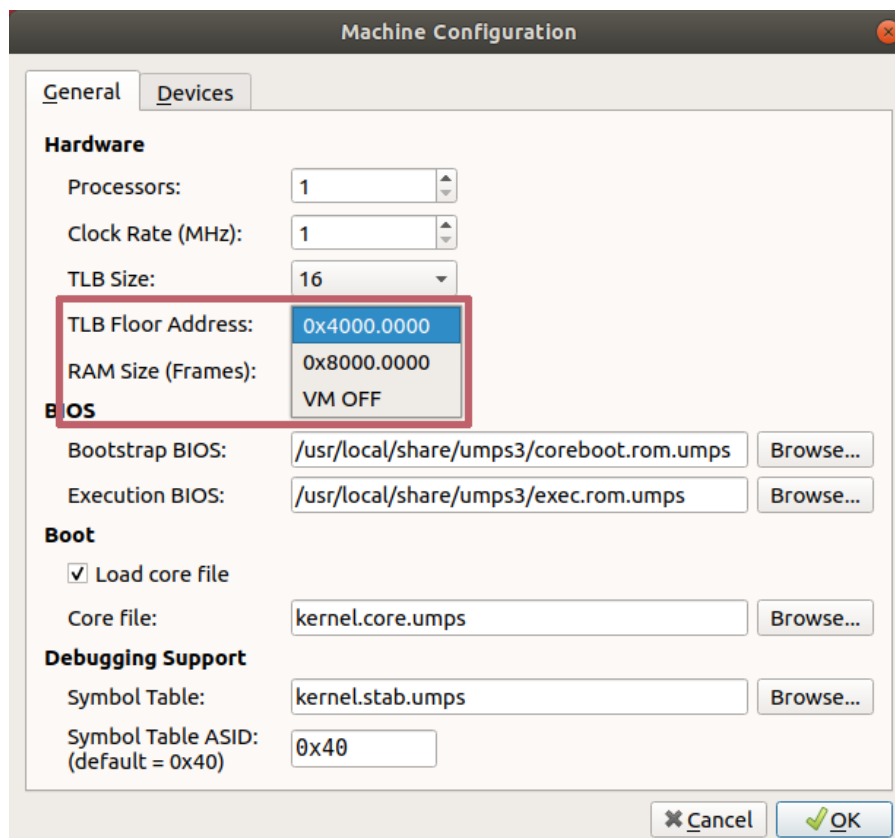 Machine Configuration
General Devices
Hardware
Processors: 1
Clock Rate (MHz): 1
TLB Size: 16
TLB Floor Address: 0x4000.0000
0x8000.0000
RAM Size (Frames):
VM OFF
BIOS
Bootstrap BIOS: /usr/local/share/umps3/coreboot.rom.umps Browse...
Execution BIOS: /usr/local/share/umps3/exec.rom.umps Browse...
Boot
Load core file
Core file: kernel.core.umps Browse...
Debugging Support
Symbol Table: kernel.stab.umps Browse...
Symbol Table ASID:
(default = 0x40) 0x40
Cancel OK